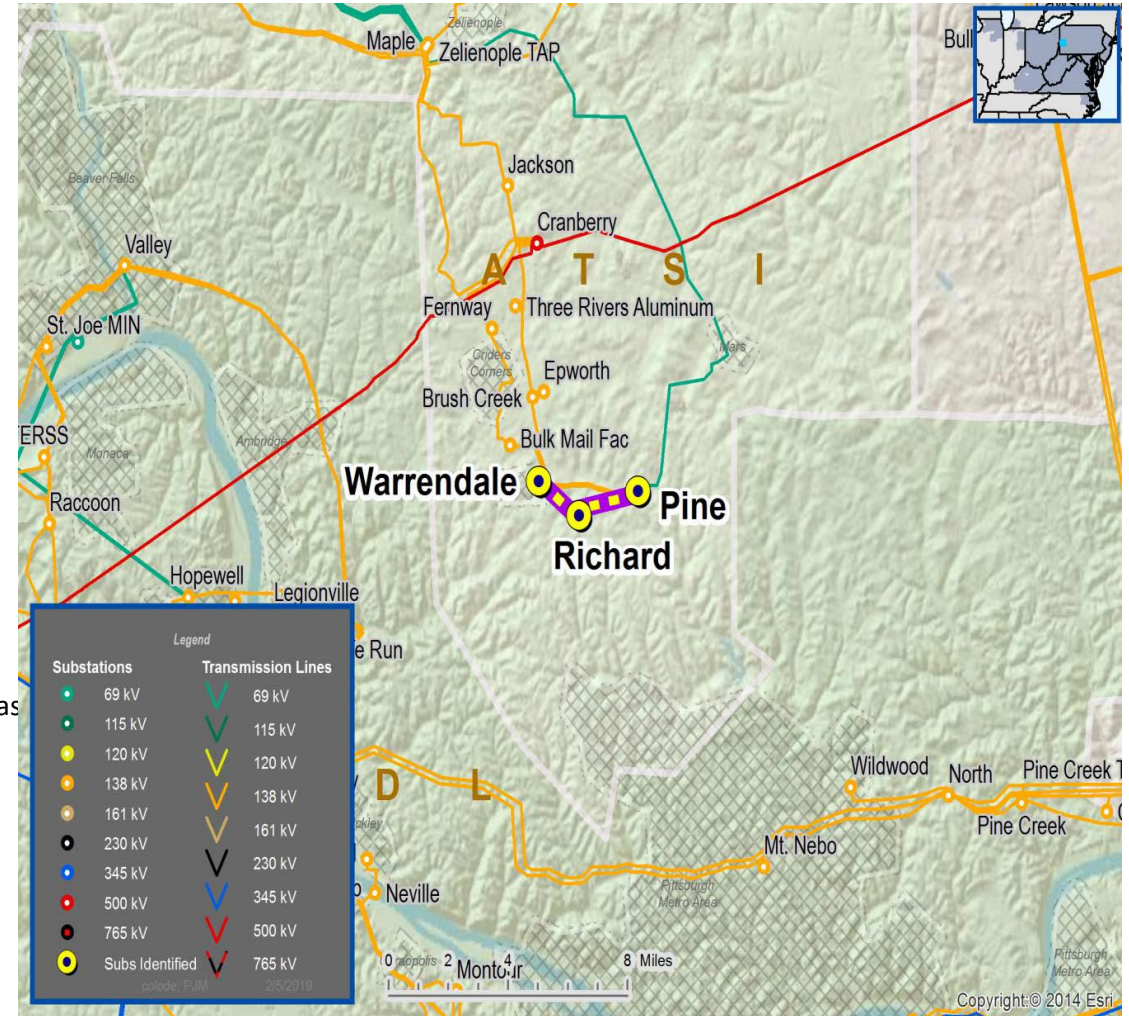 Zelienople
Maple
Zelienople TAP
Bull
Beaver Falls
Jackson
Cranberry
Valley
A T S I
Fernway
Three Rivers Aluminum
St. Joe MIN
Mars
Criders
Corners
Epworth
Brush Creek
ERSS
Ambridge
Bulk Mail Fac
Monaca
Warrendale
Pine
Raccoon
Richard
Hopewell
Legionville
Legend
e Run
Substations
Transmission Lines
69 kV
69 kV
as
115 kV
115 kV
120 kV
120 kV
138 kV
138 kV
161 kV
161 kV
230 kV
230 kV
345 kV
345 kV
500 kV
500 kV
765 kV
765 kV
Subs Identified
colode, PJM
2/5/2019
D L
Wildwood
North
Pine Creek T
Pine Creek
Mt. Nebo
Neville
Pittsburgh
Metro Area
0 2 4 8 Miles
Montour
Pittsburgh
Metro Area
Copyright:© 2014 Esri